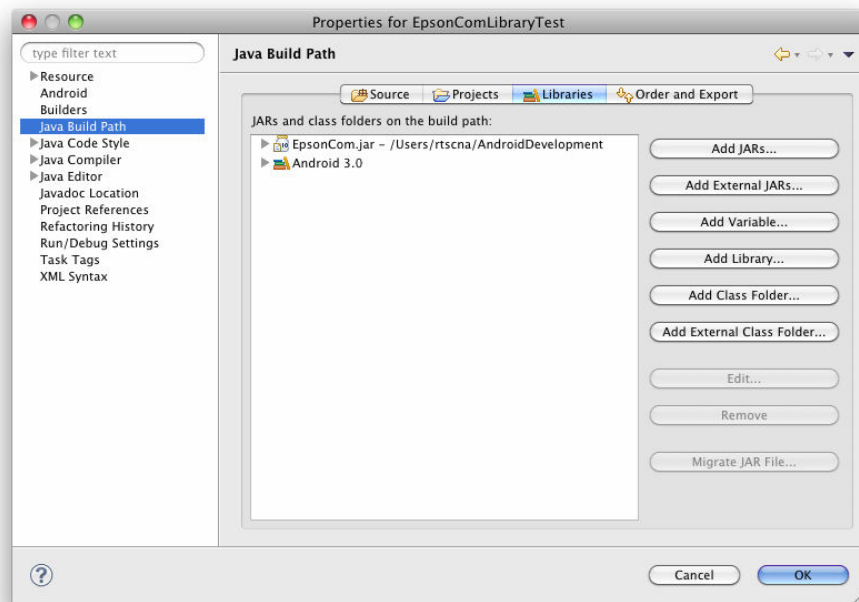 Properties for EpsonComLibraryTest
type filter text
Resource
Android
Builders
Java Build Path
Java Code Style
Java Compiler
Java Editor
Javadoc Location
Project References
Refactoring History
Run/Debug Settings
Task Tags
XML Syntax
Java Build Path
Source Projects Libraries Order and Export
JARs and class folders on the build path:
EpsonCom.jar - /Users/rtscna/AndroidDevelopment
Android 3.0
Add JARs...
Add External JARs...
Add Variable...
Add Library...
Add Class Folder...
Add External Class Folder...
Edit...
Remove
Migrate JAR File...
?
Cancel OK